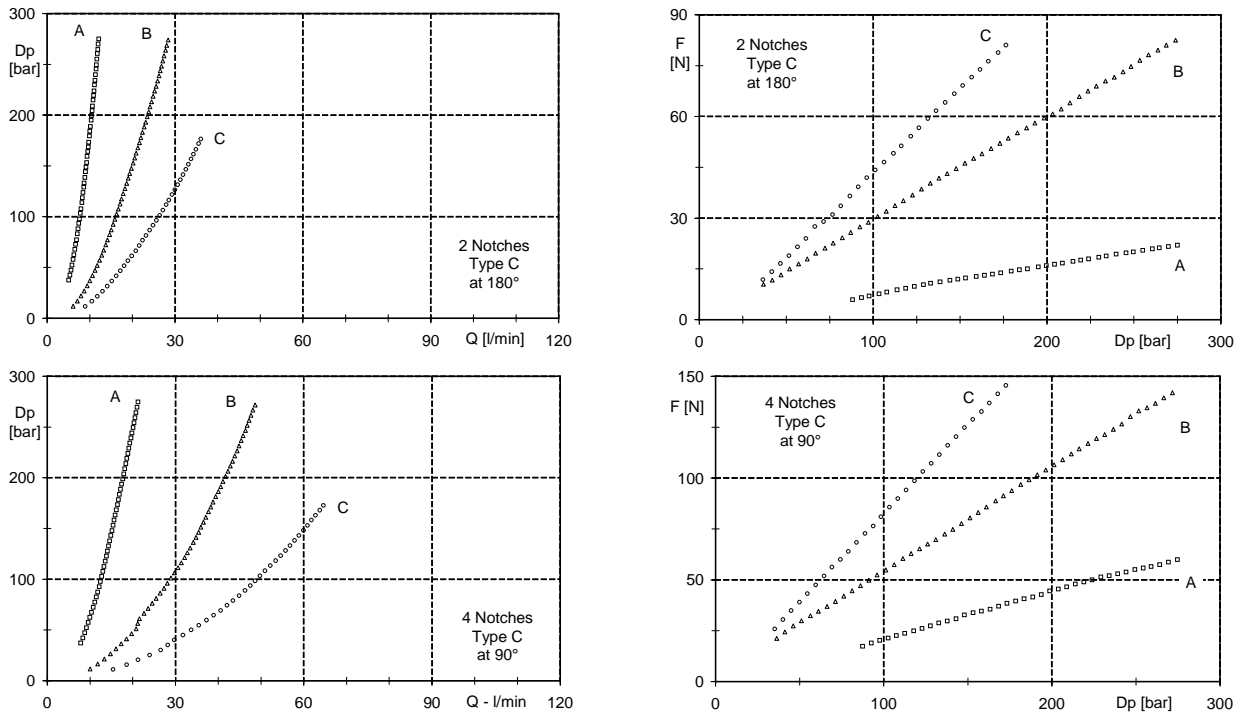 300
Dp
[bar]
200
100
0
A
B
C
2 Notches
Type C
at 180°
0
30
60
Q [l/min]
90
120
90
F
[N]
60
30
0
2 Notches
Type C
at 180°
C
B
A
0
100
200
Dp [bar]
300
300
Dp
[bar]
200
100
0
A
B
C
4 Notches
Type C
at 90°
0
30
60
90
Q - l/min
120
150
F [N]
100
50
0
4 Notches
Type C
at 90°
C
B
A
0
100
200
Dp [bar]
300